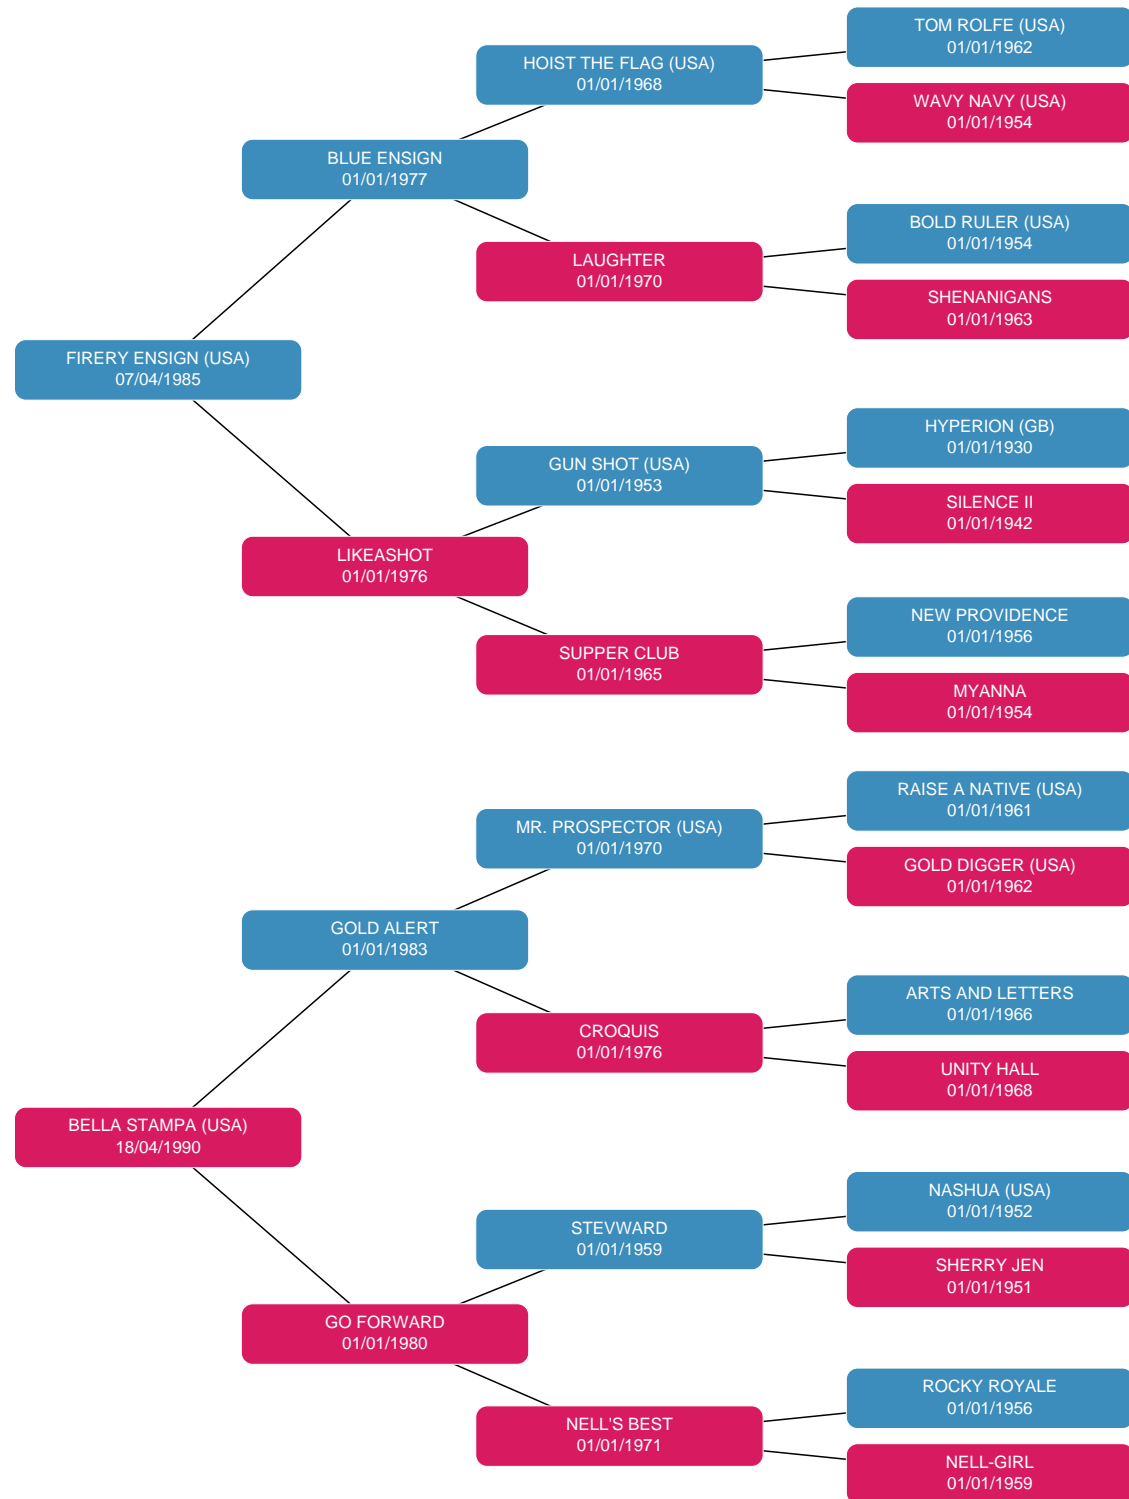 TOM ROLFE (USA)
01/01/1962
HOIST THE FLAG (USA)
01/01/1968
WAVY NAVY (USA)
01/01/1954
BLUE ENSIGN
01/01/1977
BOLD RULER (USA)
01/01/1954
LAUGHTER
01/01/1970
SHENANIGANS
01/01/1963
FIRERY ENSIGN (USA)
07/04/1985
HYPERION (GB)
01/01/1930
GUN SHOT (USA)
01/01/1953
SILENCE II
01/01/1942
LIKEASHOT
01/01/1976
NEW PROVIDENCE
01/01/1956
SUPPER CLUB
01/01/1965
MYANNA
01/01/1954
RAISE A NATIVE (USA)
01/01/1961
MR. PROSPECTOR (USA)
01/01/1970
GOLD DIGGER (USA)
01/01/1962
GOLD ALERT
01/01/1983
ARTS AND LETTERS
01/01/1966
CROQUIS
01/01/1976
UNITY HALL
01/01/1968
BELLA STAMPA (USA)
18/04/1990
NASHUA (USA)
01/01/1952
STEVWARD
01/01/1959
SHERRY JEN
01/01/1951
GO FORWARD
01/01/1980
ROCKY ROYALE
01/01/1956
NELL'S BEST
01/01/1971
NELL-GIRL
01/01/1959